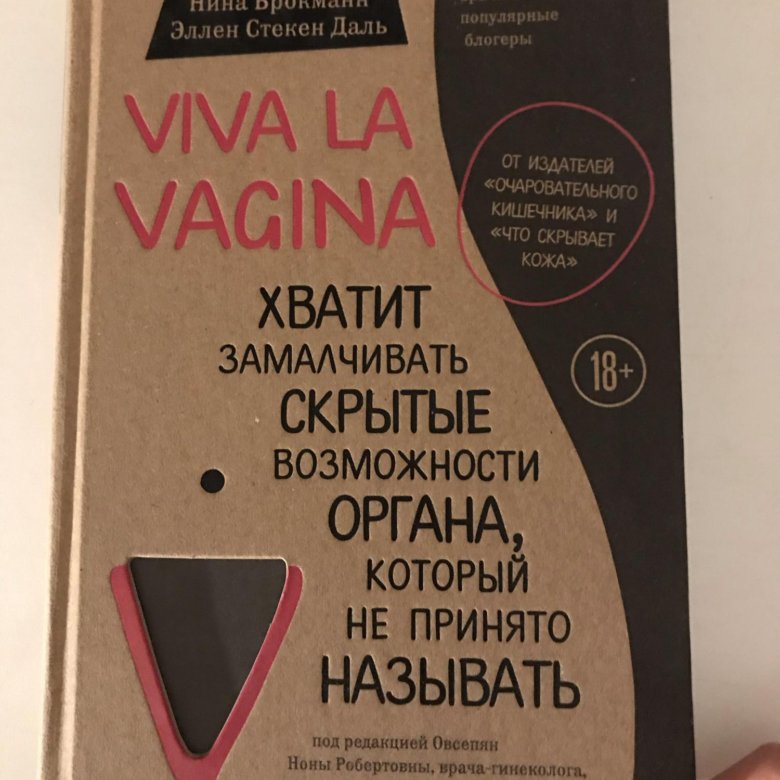 Нина Брокманн
Эллен Стекен Даль
популярные
блогеры
VIVA LA
VAGINA
ОТ ИЗДАТЕЛЕЙ
«ОЧАРОВАТЕЛЬНОГО
КИШЕЧНИКА» И
«ЧТО СКРЫВАЕТ
КОЖА»
ХВАТИТ
ЗАМАЛЧИВАТЬ
СКРЫТЫЕ
ВОЗМОЖНОСТИ
ОРГАНА,
КОТОРЫЙ
НЕ ПРИНЯТО
НАЗЫВАТЬ
18+
под редакцией Овсепян
Ноны Робертовны, врача-гинеколога,